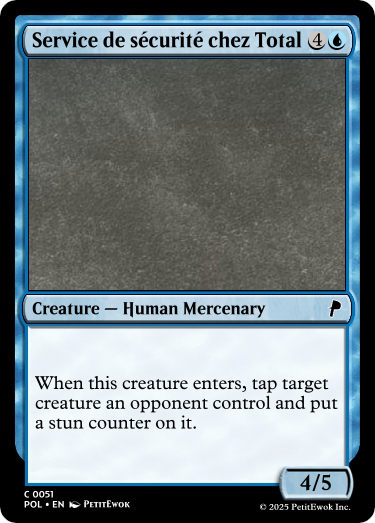 Service de sécurité chez Total 4
Creature — Human Mercenary
When this creature enters, tap target
creature an opponent control and put
a stun counter on it.
4/5
C 0051
POL • EN PetitEwok
© 2025 PetitEwok Inc.